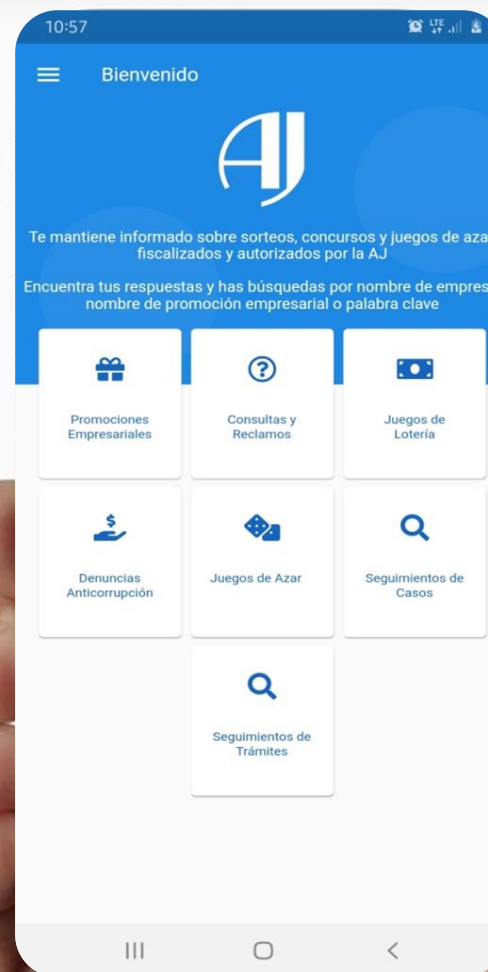 10:57
LTE
Bienvenido
AJ
Te mantiene informado sobre sorteos, concursos y juegos de aza
fiscalizados y autorizados por la AJ
Encuentra tus respuestas y has búsquedas por nombre de empres
nombre de promoción empresarial o palabra clave
Promociones
Empresariales
Consultas y
Reclamos
Juegos de
Lotería
Denuncias
Anticorrupción
Juegos de Azar
Seguimientos de
Casos
Seguimientos de
Trámites